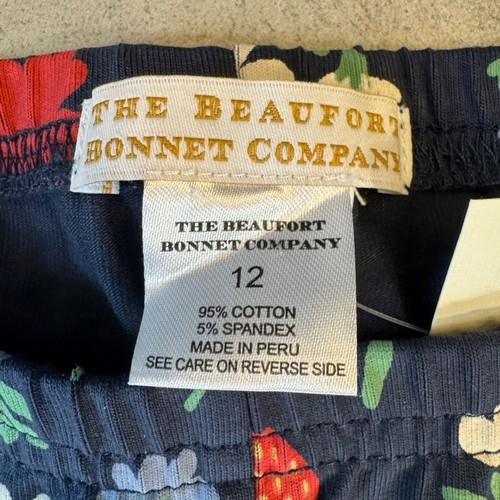 THE BEAUFORT
BONNET COMPANY
THE BEAUFORT
BONNET COMPANY
12
95% COTTON
5% SPANDEX
MADE IN PERU
SEE CARE ON REVERSE SIDE